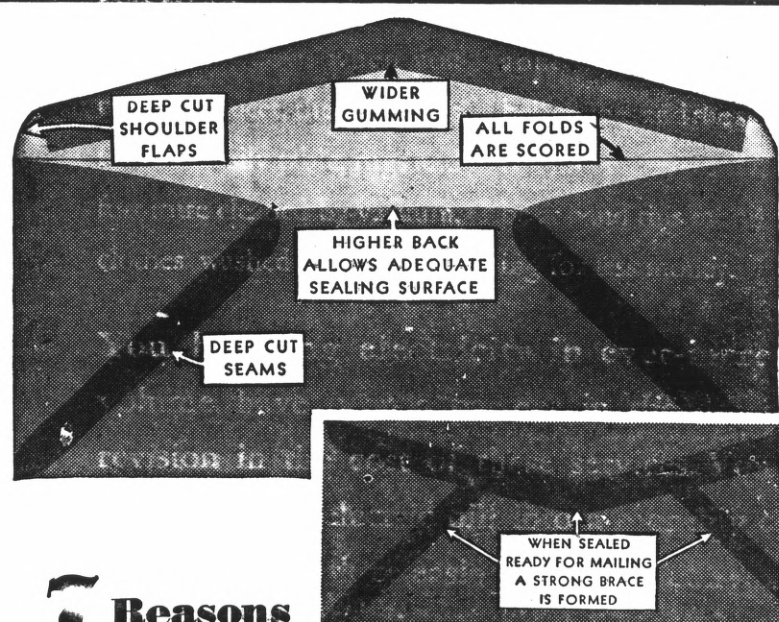 DEEP CUT
SHOULDER
FLAPS
WIDER
GUMMING
ALL FOLDS
ARE SCORED
HIGHER BACK
ALLOWS ADEQUATE
SEALING SURFACE
DEEP CUT
SEAMS
WHEN SEALED
READY FOR MAILING
A STRONG BRACE
IS FORMED
7 Reasons